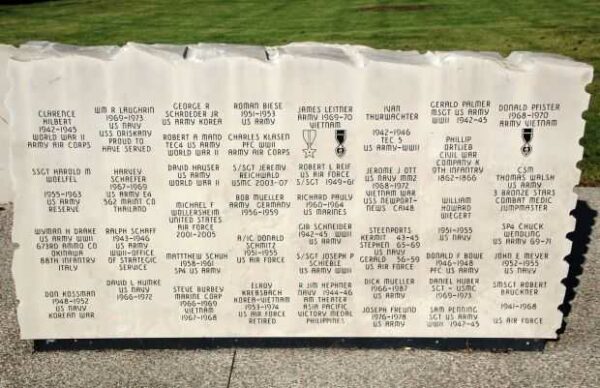 CLARENCE
HILBERT
1942-1945
WORLD WAR II
ARMY AIR CORPS
SSGT HAROLD M
WOELFEL
1955-1963
US ARMY
RESERVE
WYMAN H DRAKE
US ARMY WWII
673RD AMMO CO
OKINAWA
88TH INFANTRY
ITALY
DON KOSSMAN
1948-1952
US NAVY
KOREAN WAR
WM R LAUGHRIN
1969-1973
US NAVY
USS ORISKANY
PROUD TO
HAVE SERVED
HARVEY
SCHAEFER
1967-1969
US ARMY E4
562 MAINT CO
THAILAND
RALPH SCHAFF
1943-1946
US ARMY
WWII-OFFICE
OF STRATEGIC
SERVICE
DAVID L HUMKE
US NAVY
1966-1972
GEORGE R
SCHROEDER JR
US ARMY KOREA
ROBERT A MAND
TEC4 US ARMY
WORLD WAR II
DAVID HAUSER
US ARMY
WORLD WAR II
MICHAEL F
WOLLERSHEIM
UNITED STATES
AIR FORCE
2001-2005
MATTHEW SCHUH
1958-1961
SP4 US ARMY
STEVE BURBEY
MARINE CORP
1966-1969
VIETNAM
1967-1968
ROMAN BIESE
1951-1953
US ARMY
CHARLES KLASEN
PFC WWII
ARMY AIR CORPS
S/SGT JEREMY
REICHWALD
USMC 2003-07
BOB MUELLER
ARMY GERMANY
1956-1959
A/1C DONALD
SCHMITZ
1951-1955
US AIR FORCE
ELROY
KREBSBACH
KOREA-VIETNAM
1953-1974
US AIR FORCE
RETIRED
JAMES LEITNER
ARMY 1969-70
VIETNAM
ROBERT L REIF
US AIR FORCE
S/SGT 1949-61
RICHARD PAULY
1960-1964
US MARINES
GIB SCHNEIDER
1942-45 WWII
US ARMY
S/SGT JOSEPH P
SCHIEBLE
US ARMY WWII
R JIM HEPHNER
NAVY 1944-46
AM THEATER
ASIA PACIFIC
VICTORY MEDAL
PHILIPPINES
IVAN
THURWACHTER
1942-1946
TEC 5
US ARMY-WWII
JEROME J OTT
US NAVY MM2
1968-1972
VIETNAM WAR
USS NEWPORT-
NEWS CA148
STEENPORTS
HERMIT 43-45
STEPHEN 65-69
US NAVY
GERALD 56-59
US AIR FORCE
DICK MUELLER
1966-1987
US ARMY
JOSEPH FREUND
1976-1978
US ARMY
GERALD PALMER
MSGT US ARMY
WWII 1942-45
PHILLIP
ORTLIEB
CIVIL WAR
COMPANY K
9TH INFANTRY
1862-1866
WILLIAM
HOWARD
WIEGERT
1951-1955
US NAVY
DONALD F BOWE
1946-1948
PFC US ARMY
DANIEL HUBER
SGT - USMC
1969-1973
SAM PENNING
SGT US ARMY
WWII 1942-45
DONALD PFISTER
1968-1970
ARMY VIETNAM
CSM
THOMAS WALSH
US ARMY
3 BRONZE STARS
COMBAT MEDIC
JUMPMASTER
SP4 CHUCK
WENDLING
US ARMY 69-71
JOHN E MEYER
1952-1955
US NAVY
SMSGT ROBERT
BRUCKNER
1941-1968
US AIR FORCE